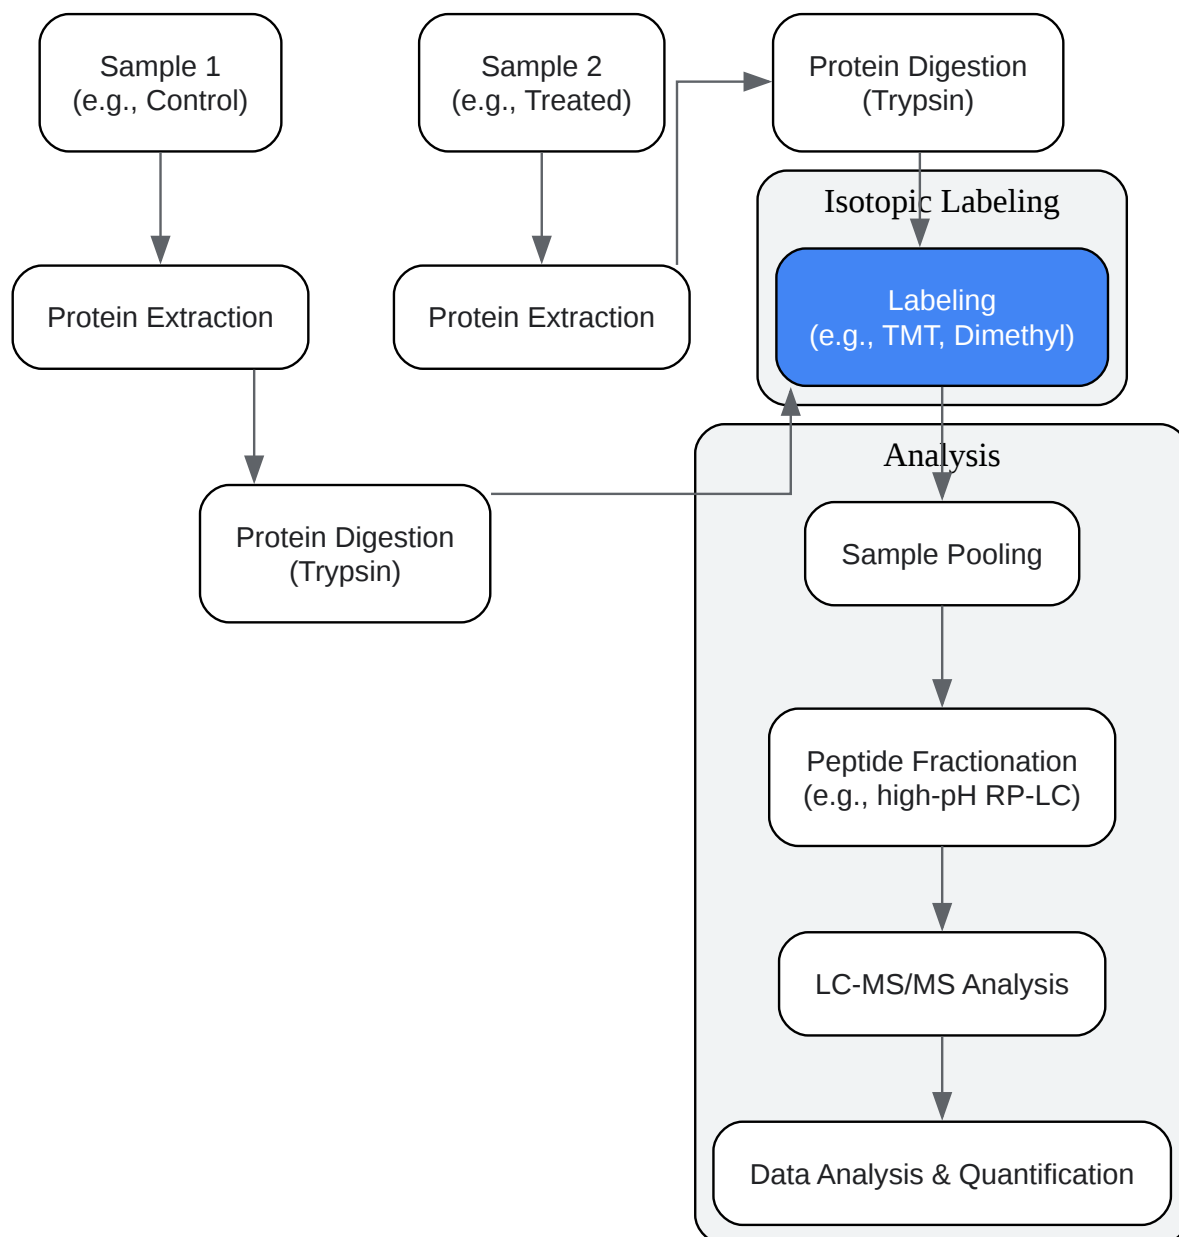 Sample 1
(e.g., Control)
Sample 2
(e.g., Treated)
Protein Digestion
(Trypsin)
Isotopic Labeling
Protein Extraction
Protein Extraction
Labeling
(e.g., TMT, Dimethyl)
Analysis
Protein Digestion
(Trypsin)
Sample Pooling
Peptide Fractionation
(e.g., high-pH RP-LC)
LC-MS/MS Analysis
Data Analysis & Quantification